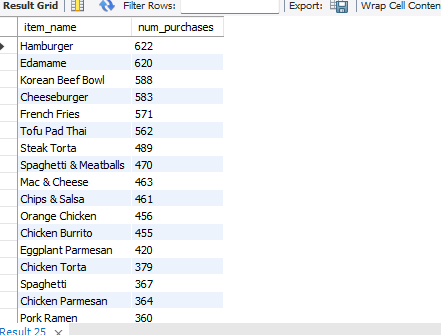 Result Grid Filter Rows: Export: Wrap Cell Conten
item_name num_purchases
Hamburger 622
Edamame 620
Korean Beef Bowl 588
Cheeseburger 583
French Fries 571
Tofu Pad Thai 562
Steak Torta 489
Spaghetti & Meatballs 470
Mac & Cheese 463
Chips & Salsa 461
Orange Chicken 456
Chicken Burrito 455
Eggplant Parmesan 420
Chicken Torta 379
Spaghetti 367
Chicken Parmesan 364
Pork Ramen 360
Result 25 ×